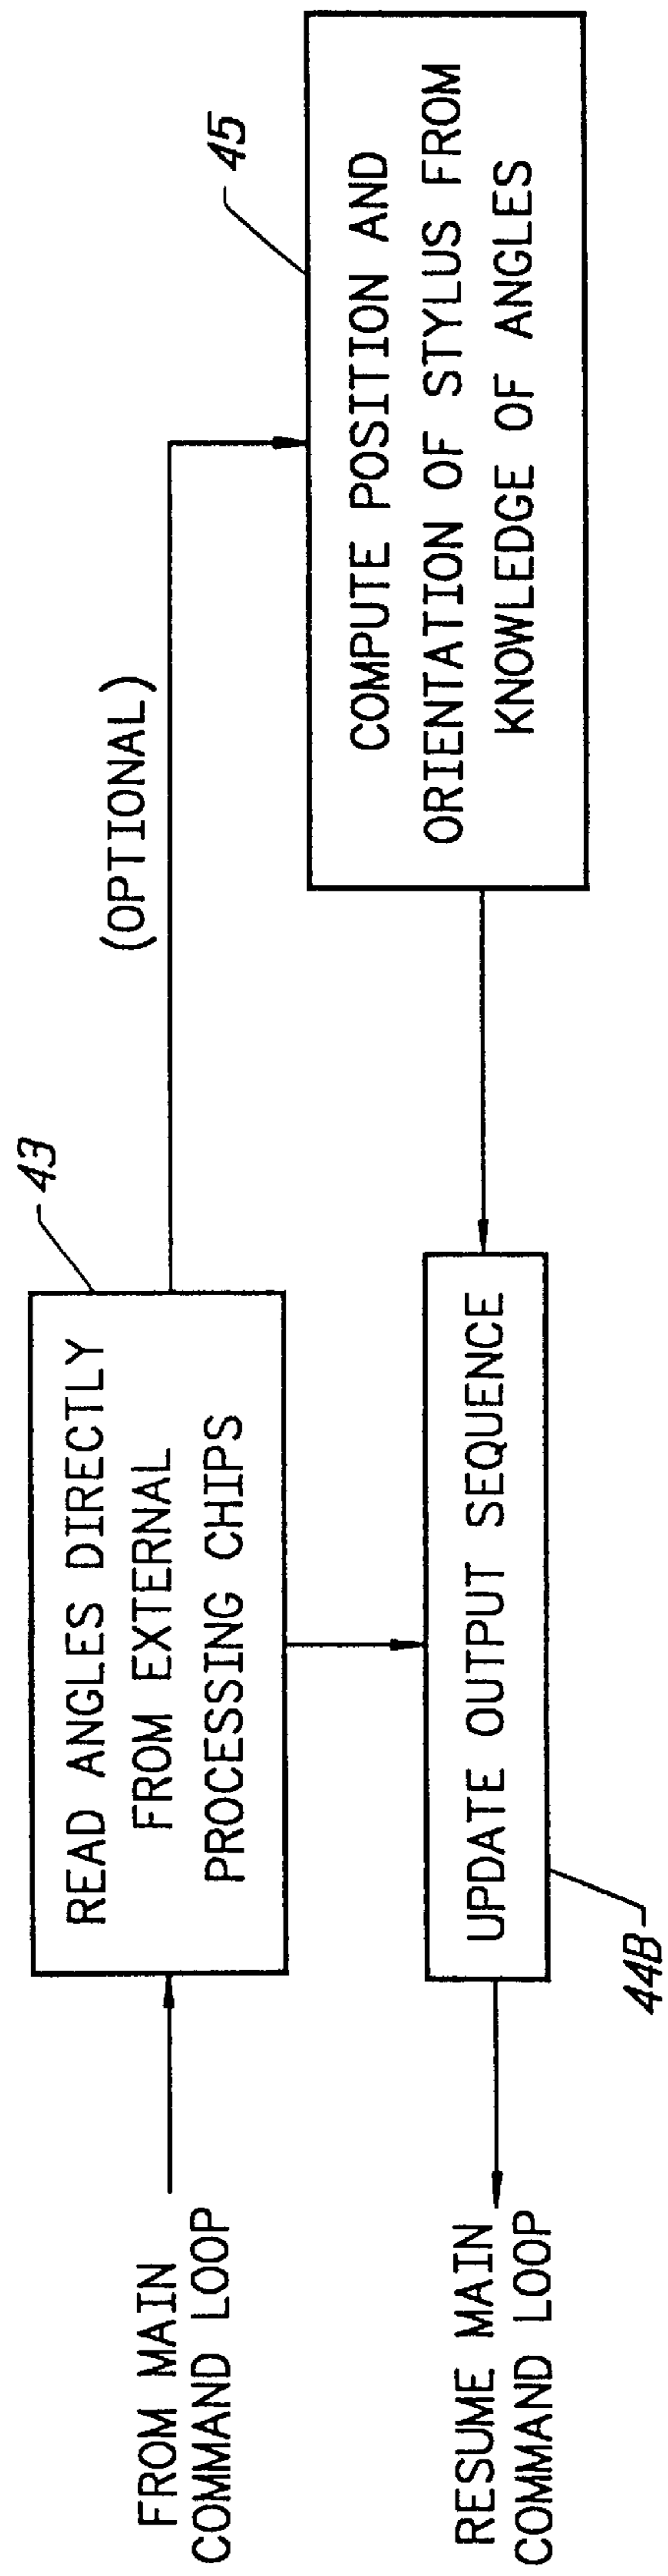 FROM MAIN
COMMAND LOOP
READ ANGLES DIRECTLY
FROM EXTERNAL
PROCESSING CHIPS
43
(OPTIONAL)
45
COMPUTE POSITION AND
ORIENTATION OF STYLUS FROM
KNOWLEDGE OF ANGLES
UPDATE OUTPUT SEQUENCE
44B
RESUME MAIN
COMMAND LOOP